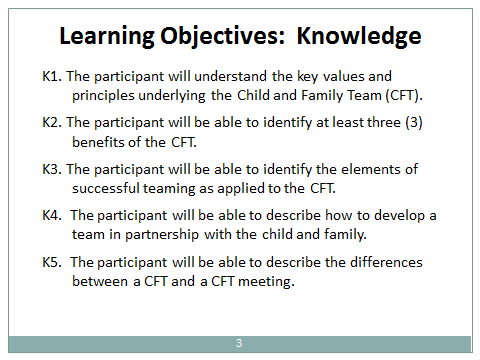 Learning Objectives: Knowledge
K1. The participant will understand the key values and
principles underlying the Child and Family Team (CFT).
K2. The participant will be able to identify at least three (3)
benefits of the CFT.
K3. The participant will be able to identify the elements of
successful teaming as applied to the CFT.
K4. The participant will be able to describe how to develop a
team in partnership with the child and family.
K5. The participant will be able to describe the differences
between a CFT and a CFT meeting.
3